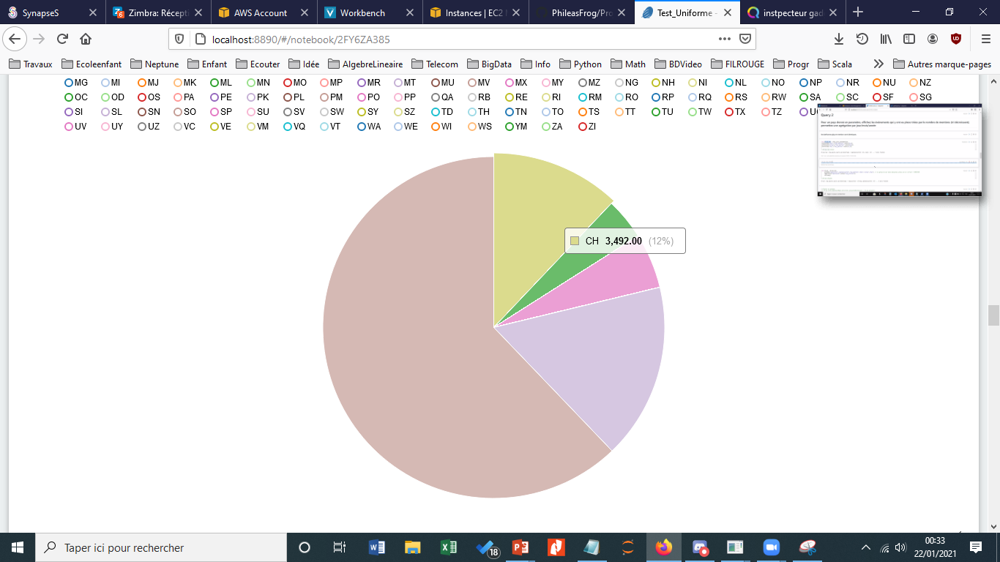 SynapseS Zimbra: Récepti AWS Account Workbench Instances | EC2 M PhileasFrog/Pro Test_Uniforme - instpecteur gad
localhost:8890/#/notebook/2FY6ZA385
Travaux Ecoleenfant Neptune Enfant Ecouter Idée AlgebreLineaire Telecom BigData Info Python Math BDVideo FILROUGE Progr Scala Autres marque-pages
MG MI MJ MK ML MN MO MP MR MT MU MV MX MY MZ NG NH NI NL NO NP NR NU NZ
OC OD OS PA PE PK PL PM PO PP QA RB RE RI RM RO RP RQ RS RW SA SC SF SG
SI SL SN SO SP SU SV SW SY SZ TD TH TN TO TS TT TU TW TX TZ
UV UY UZ VC VE VM VQ VT WA WE WI WS YM ZA ZI
Query 2
CH 3,492.00 (12%)
Taper ici pour rechercher
18
00:33
22/01/2021